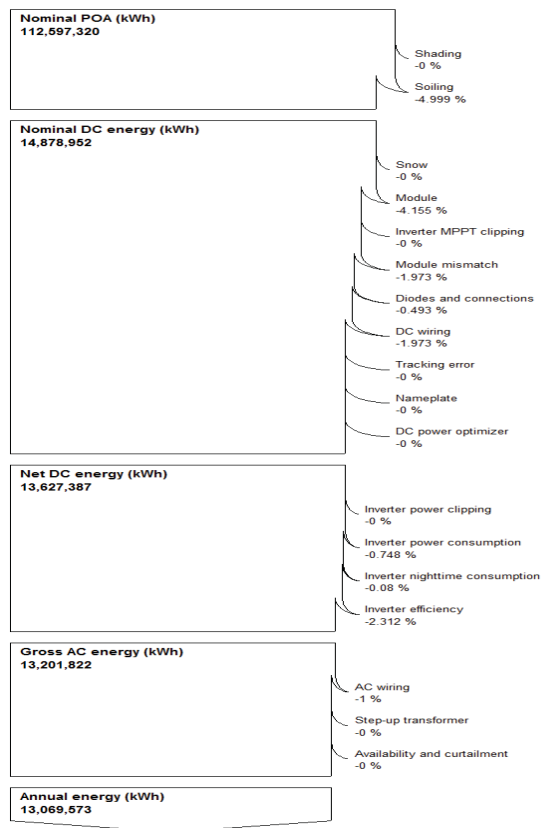 Nominal POA (kWh)
112,597,320
Shading
-0 %
Soiling
-4.999 %
Nominal DC energy (kWh)
14,878,952
Snow
-0 %
Module
-4.155 %
Inverter MPPT clipping
-0 %
Module mismatch
-1.973 %
Diodes and connections
-0.493 %
DC wiring
-1.973 %
Tracking error
-0 %
Nameplate
-0 %
DC power optimizer
-0 %
Net DC energy (kWh)
13,627,387
Inverter power clipping
-0 %
Inverter power consumption
-0.748 %
Inverter nighttime consumption
-0.08 %
Inverter efficiency
-2.312 %
Gross AC energy (kWh)
13,201,822
AC wiring
-1 %
Step-up transformer
-0 %
Availability and curtailment
-0 %
Annual energy (kWh)
13,069,573